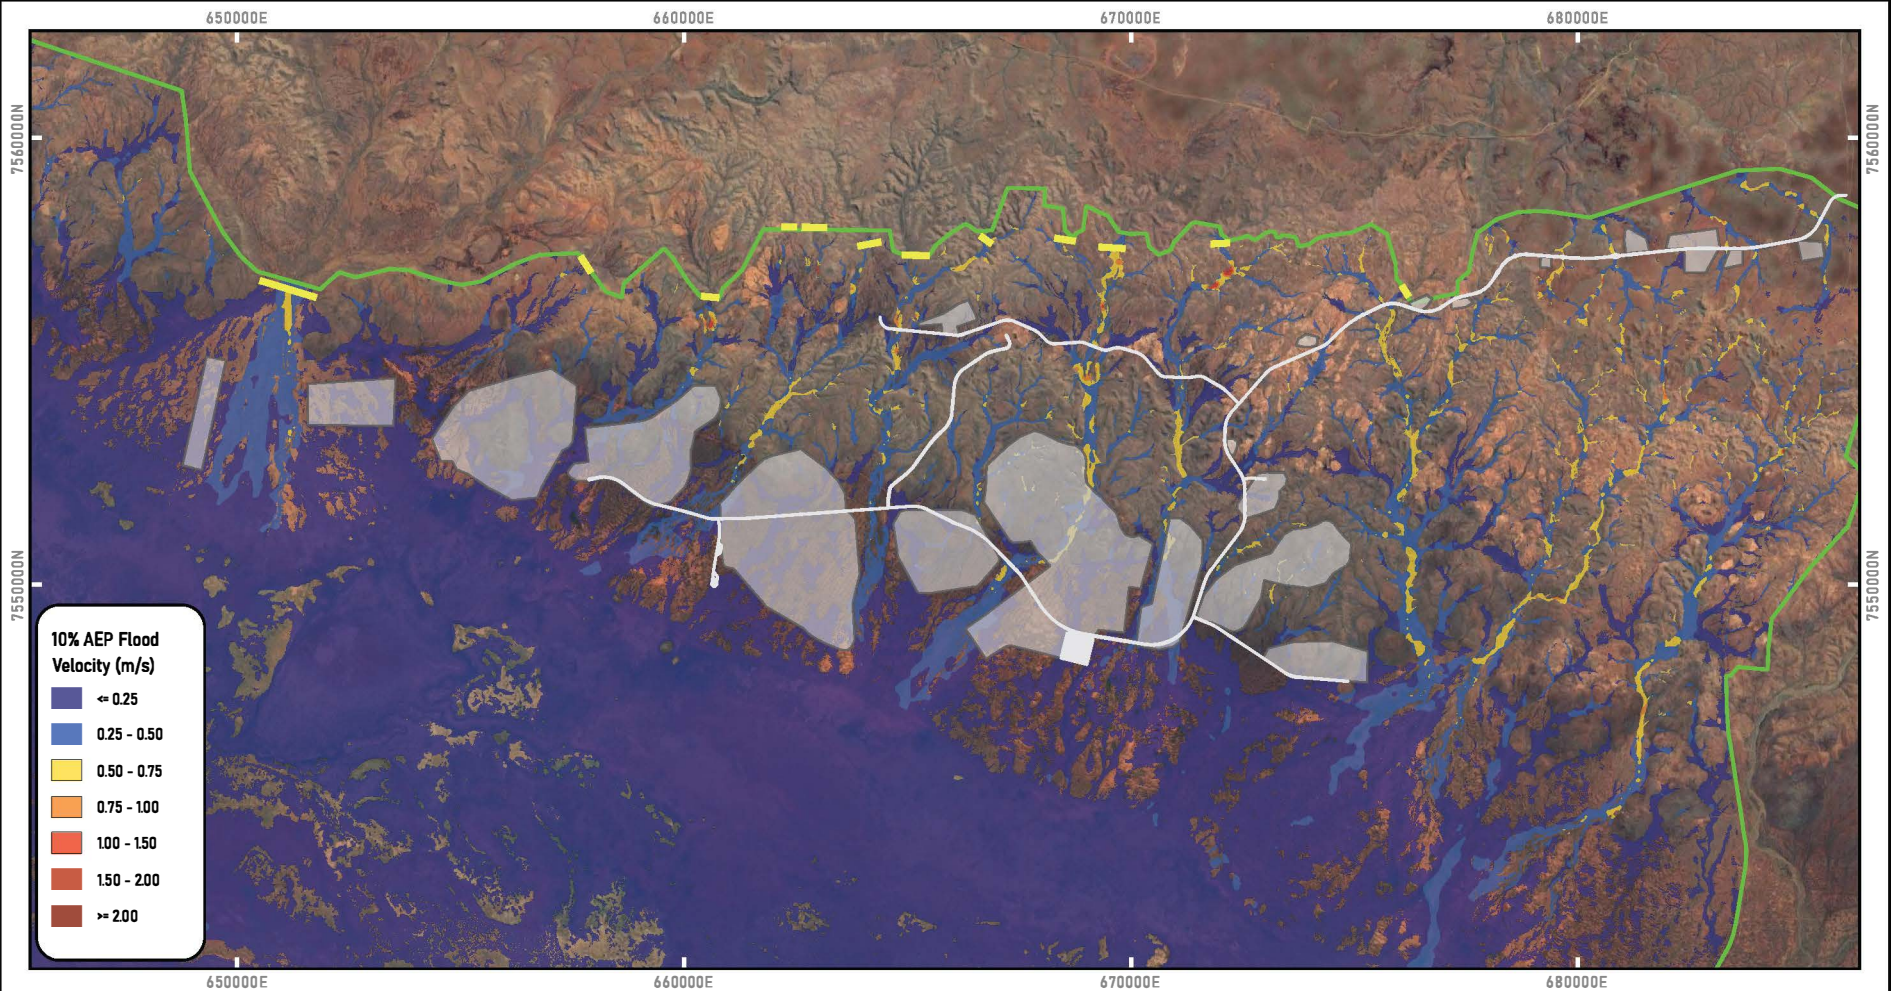 650000E 660000E 670000E 680000E
7560000N
7560000N
7550000N
7550000N
10% AEP Flood
Velocity (m/s)
<= 0.25
0.25 - 0.50
0.50 - 0.75
0.75 - 1.00
1.00 - 1.50
1.50 - 2.00
>= 2.00
650000E 660000E 670000E 680000E